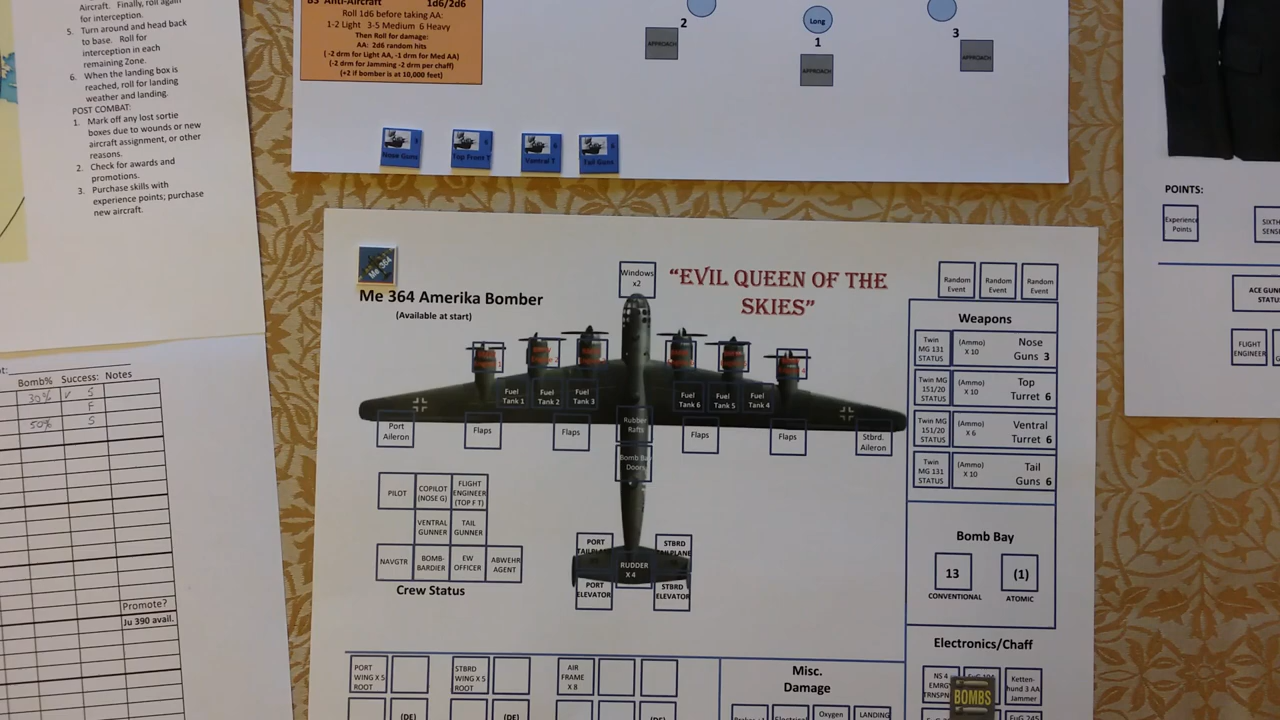 Aircraft. Finally, roll again
for interception.
5. Turn around and head back
to base. Roll for
interception in each
remaining Zone.
6. When the landing box is
reached, roll for landing
weather and landing.
POST COMBAT:
1. Mark off any lost sortie
boxes due to wounds or new
aircraft assignment, or other
reasons.
2. Check for awards and
promotions.
3. Purchase skills with
experience points; purchase
new aircraft.
Bomb% Success: Notes
30% S
F
50% S
Promote?
Ju 390 avail.
Anti-Aircraft 1d6/2d6
Roll 1d6 before taking AA:
1-2 Light 3-5 Medium 6 Heavy
Then Roll for damage:
AA: 2d6 random hits
( -2 drm for Light AA, -1 drm for Med AA)
(-2 drm for Jamming -2 drm per chaff)
(+2 if bomber is at 10,000 feet)
2
Long
1
3
APPROACH
APPROACH
APPROACH
Nose Guns
Top Front T
Ventral T
Tail Guns
Me 364
Me 364 Amerika Bomber
(Available at start)
Windows
x2
“EVIL QUEEN OF THE
SKIES”
Fuel
Tank 1
Fuel
Tank 2
Fuel
Tank 3
Fuel
Tank 6
Fuel
Tank 5
Fuel
Tank 4
Port
Aileron
Flaps
Flaps
Rubber
Rafts
Bomb Bay
Doors
Flaps
Flaps
Stbrd.
Aileron
PILOT
COPILOT
(NOSE G)
FLIGHT
ENGINEER
(TOP F T)
VENTRAL
GUNNER
TAIL
GUNNER
NAVGTR
BOMB-
BARDIER
EW
OFFICER
ABWEHR
AGENT
Crew Status
PORT
TAILPLANE
STBRD
TAILPLANE
RUDDER
X 4
PORT
ELEVATOR
STBRD
ELEVATOR
PORT
WING X 5
ROOT
STBRD
WING X 5
ROOT
AIR
FRAME
X 8
(DE)
(DE)
(DE)
Misc.
Damage
Electrical
Oxygen
LANDING
Random
Event
Random
Event
Random
Event
Weapons
Twin
MG 131
STATUS
(Ammo)
X 10
Nose
Guns 3
Twin MG
151/20
STATUS
(Ammo)
X 10
Top
Turret 6
Twin MG
151/20
STATUS
(Ammo)
X 6
Ventral
Turret 6
Twin
MG 131
STATUS
(Ammo)
X 10
Tail
Guns 6
Bomb Bay
13
CONVENTIONAL
(1)
ATOMIC
Electronics/Chaff
NS 4
EMRG
TRNSPN
BOMBS
Ketten-
hund 3 AA
Jammer
FuG 245
POINTS:
Experience
Points
SIXTH
SENSE
ACE GUNN
STATU
FLIGHT
ENGINEER